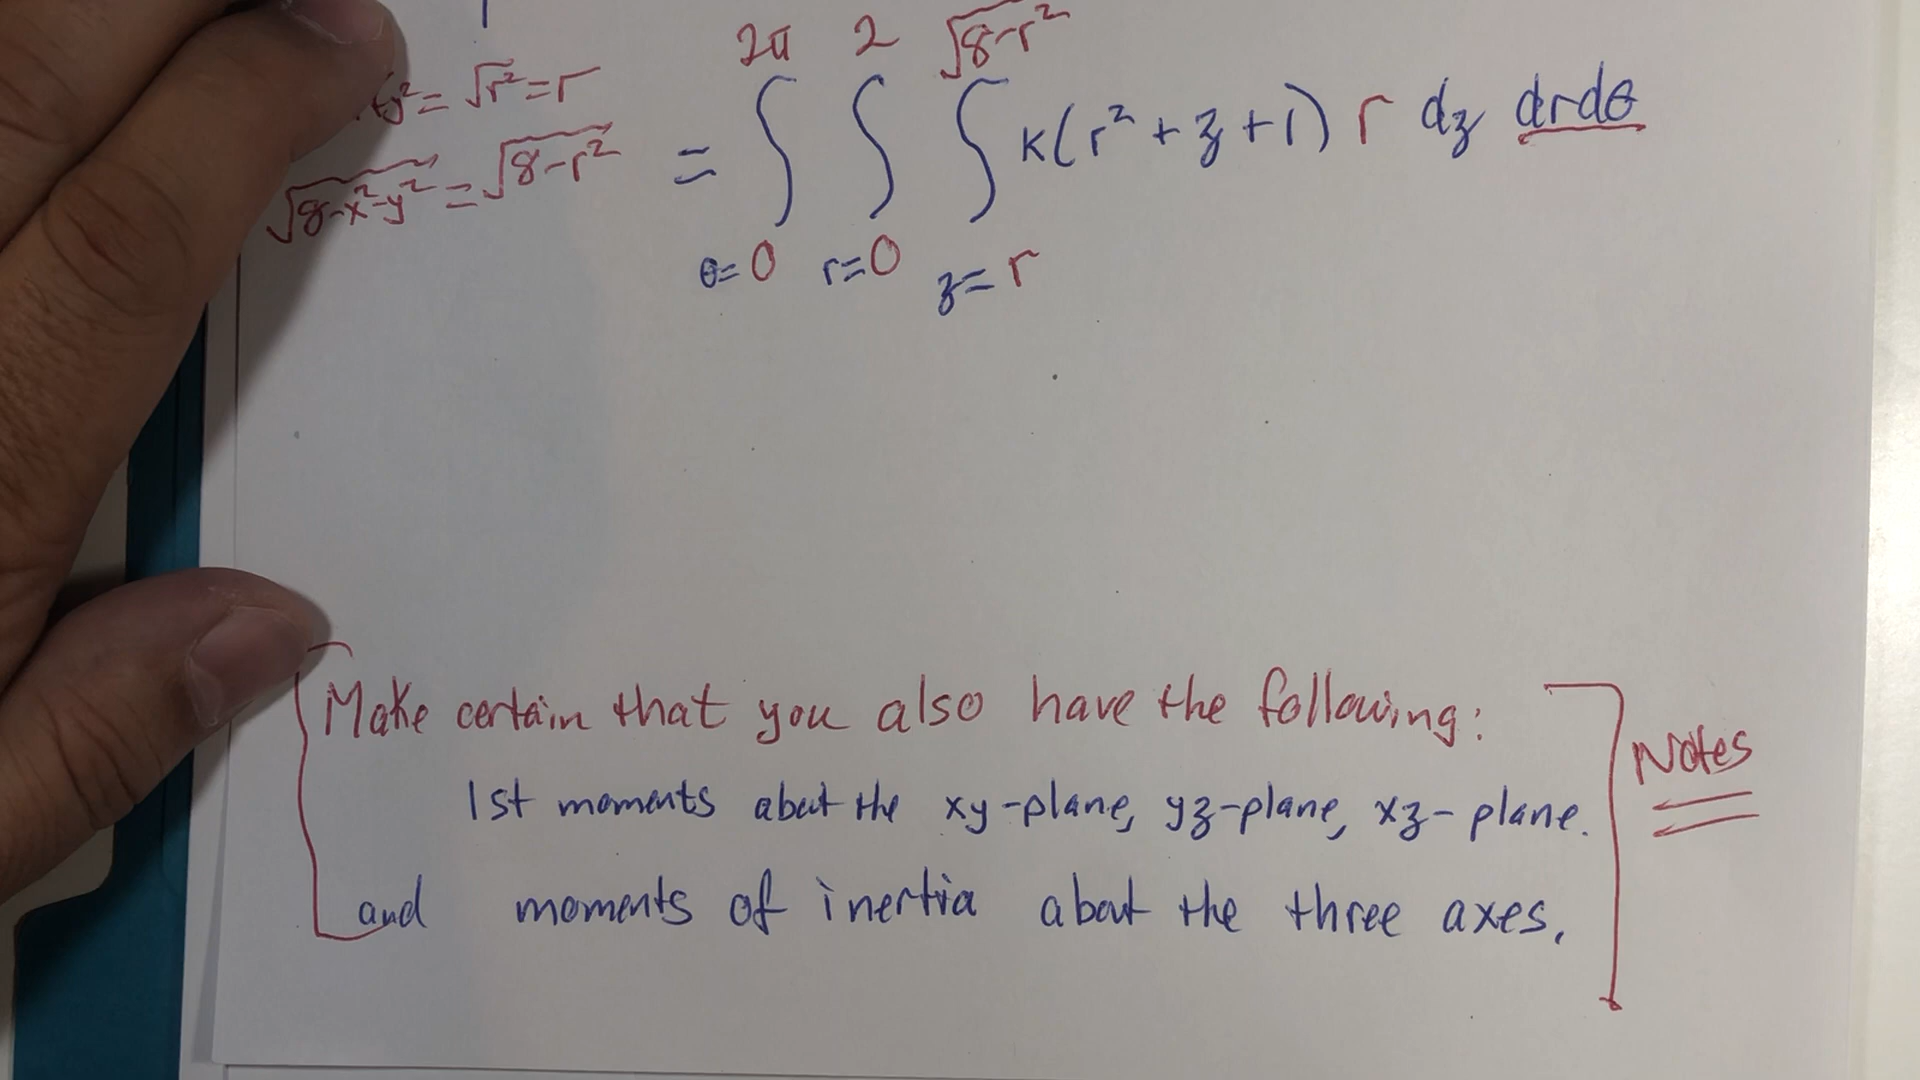 y² = √r² = r
√8-x²-y² = √8-r²
= ∫ ∫ ∫ k(r² + z + 1) r dz drdθ
2π 2 √8-r²
θ=0 r=0 z=r
Make certain that you also have the following:
1st moments about the xy-plane, yz-plane, xz-plane.
and moments of inertia about the three axes.
Notes